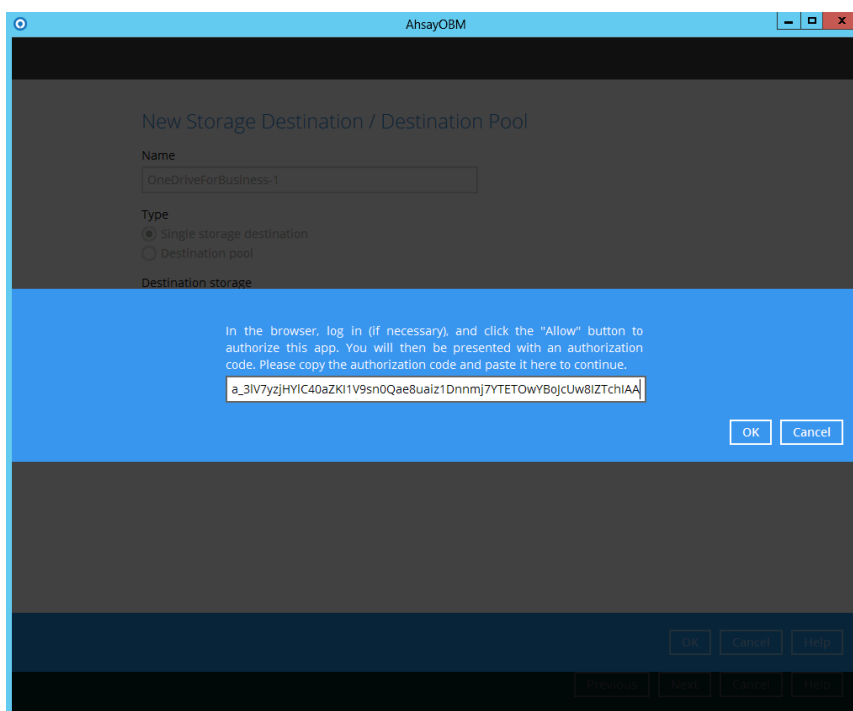 AhsayOBM
New Storage Destination / Destination Pool
Name
OneDriveForBusiness-1
Type
Single storage destination
Destination pool
Destination storage
In the browser, log in (if necessary), and click the "Allow" button to
authorize this app. You will then be presented with an authorization
code. Please copy the authorization code and paste it here to continue.
a_3lV7yzjHYlC40aZKI1V9sn0Qae8uaiz1Dnnmj7YTETOwYBoJcUw8IZTchIAA
OK Cancel
OK Cancel Help
Previous Next Cancel Help